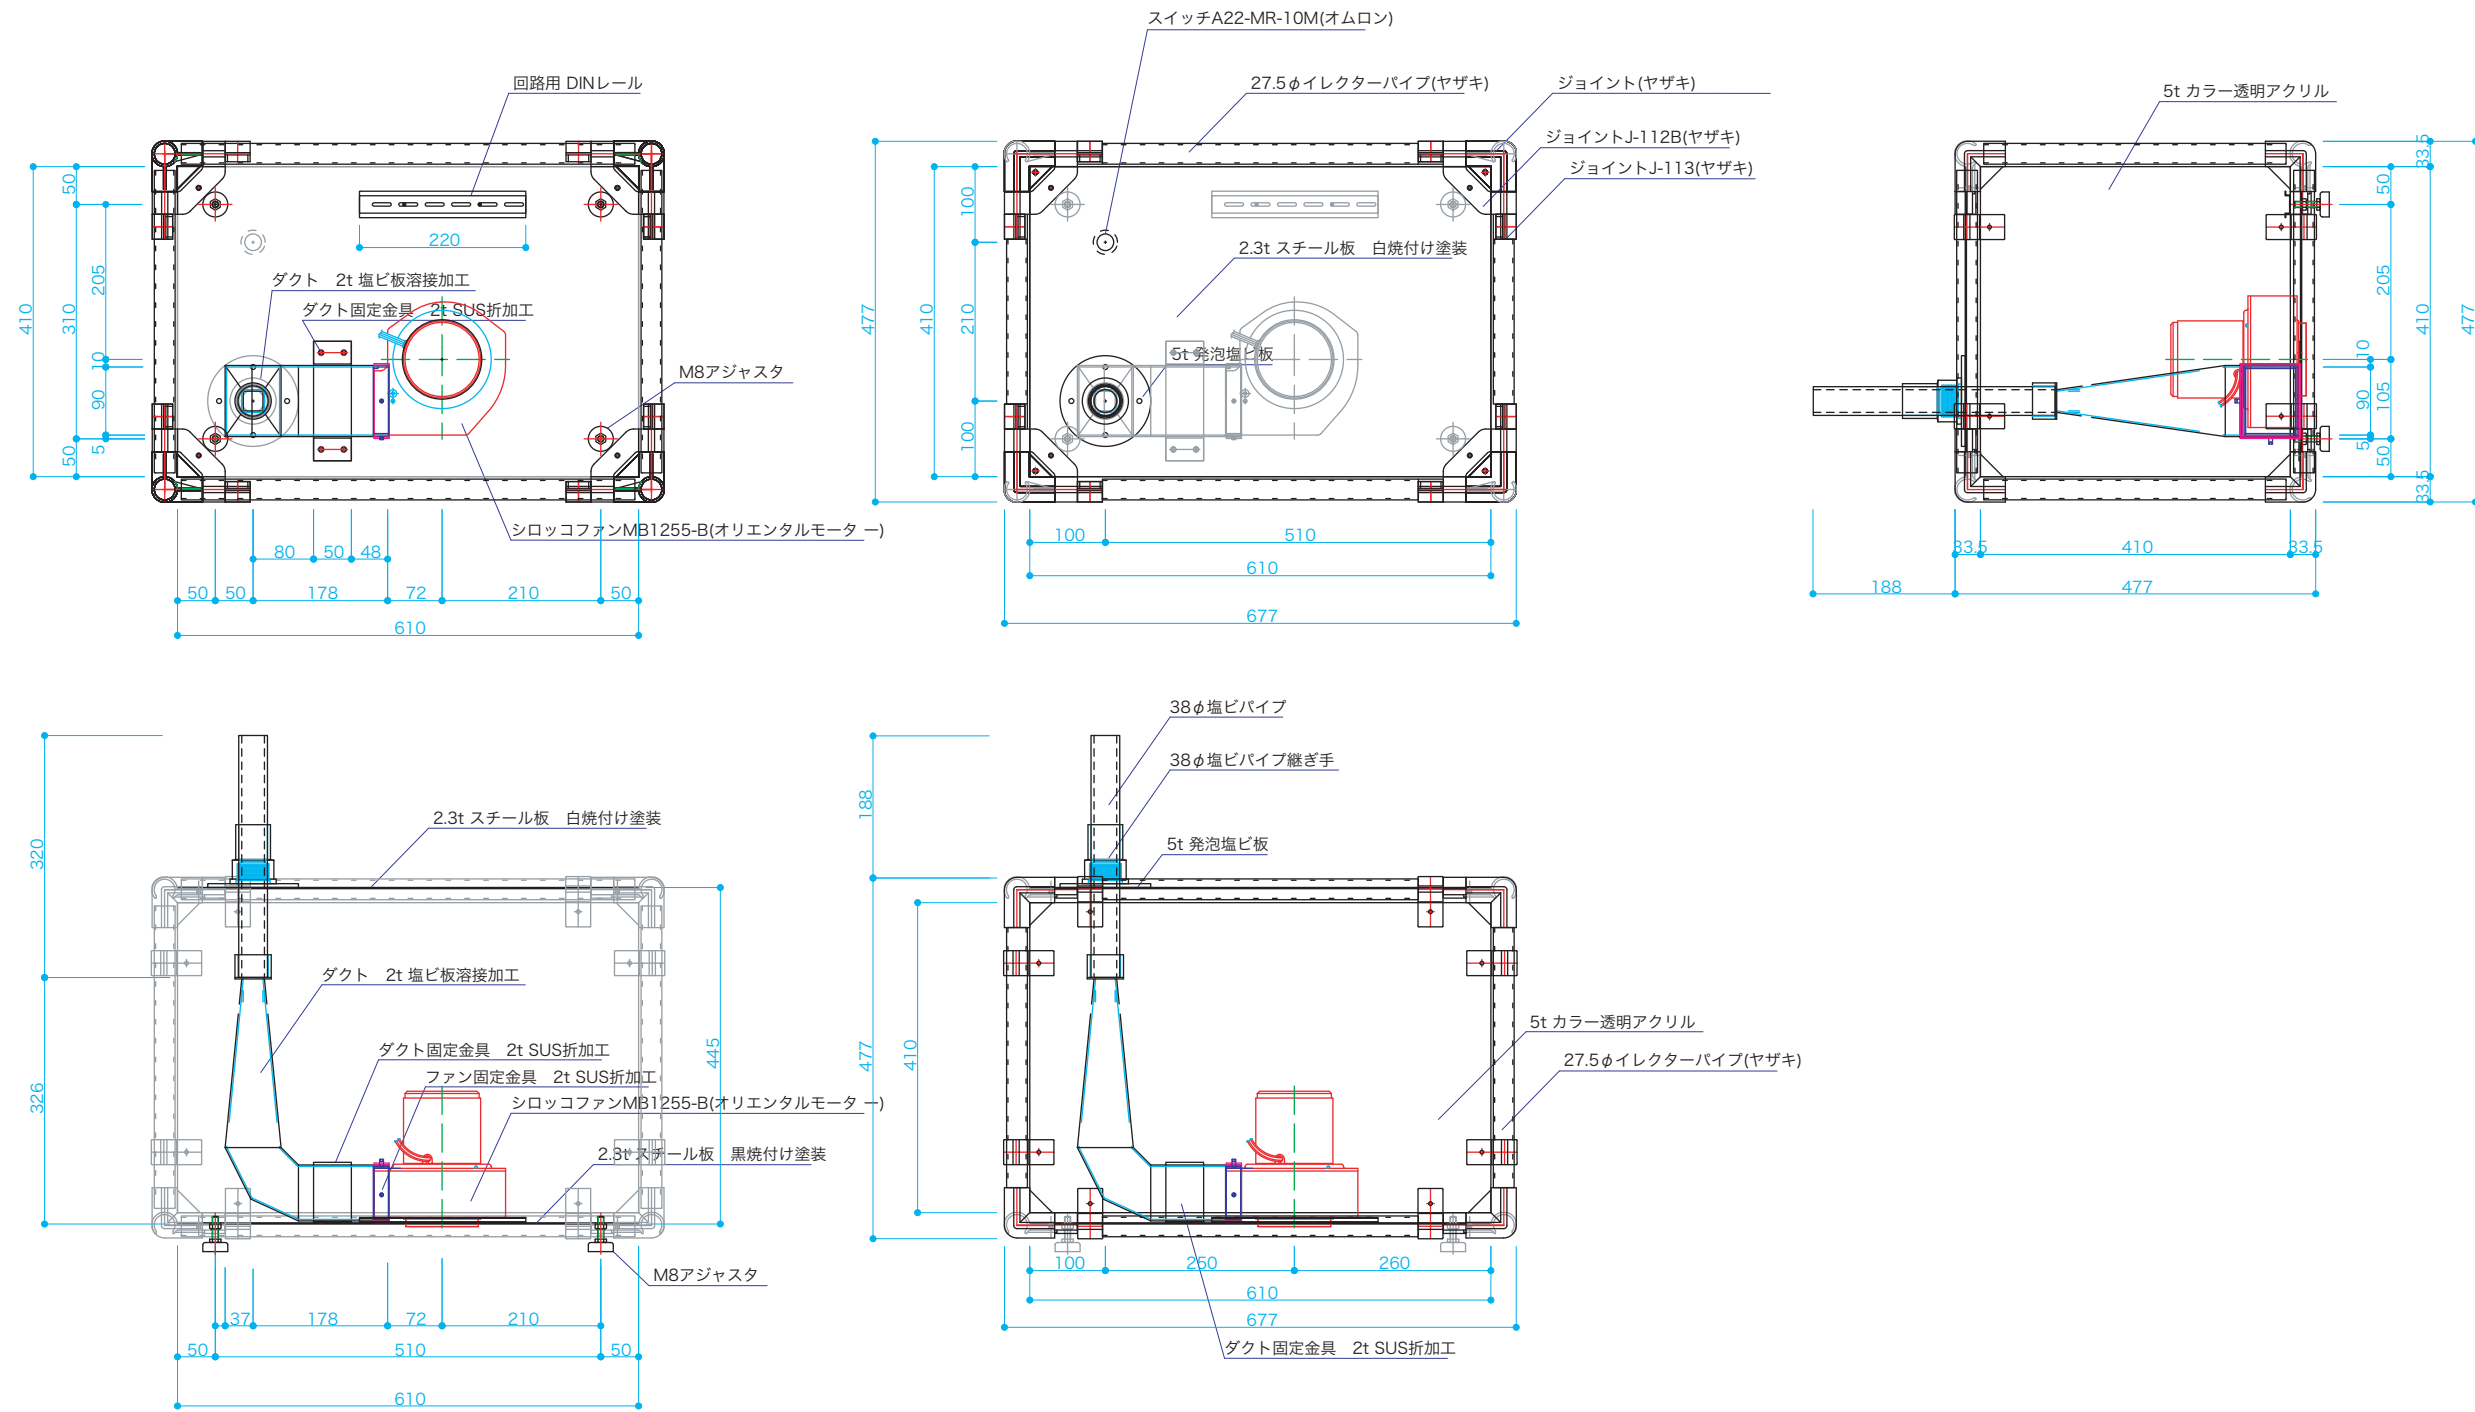 スイッチA22-MR-10M(オムロン)
回路用 DINレール
27.5φイレクターパイプ(ヤザキ)
ジョイント(ヤザキ)
5t カラー透明アクリル
ジョイントJ-112B(ヤザキ)
ジョイントJ-113(ヤザキ)
2.3t スチール板　白焼付け塗装
ダクト　2t 塩ビ板溶接加工
ダクト固定金具　2t SUS折加工
5t 発泡塩ビ板
M8アジャスタ
シロッコファンMB1255-B(オリエンタルモーター)
410
50
310
50
205
10
90
5
220
80 50 48
50 50 178 72 210 50
610
477
410
100
210
100
100 510
610
677
33.5
50
205
10
90
105
5
50
410
33.5
477
33.5 410 33.5
188 477
38φ塩ビパイプ
38φ塩ビパイプ継ぎ手
2.3t スチール板　白焼付け塗装
5t 発泡塩ビ板
ダクト　2t 塩ビ板溶接加工
ダクト固定金具　2t SUS折加工
ファン固定金具　2t SUS折加工
シロッコファンMB1255-B(オリエンタルモーター)
2.3t スチール板　黒焼付け塗装
M8アジャスタ
320
326
445
37 178 72 210
50 510 50
610
188
477
410
5t カラー透明アクリル
27.5φイレクターパイプ(ヤザキ)
100 250 260
610
677
ダクト固定金具　2t SUS折加工